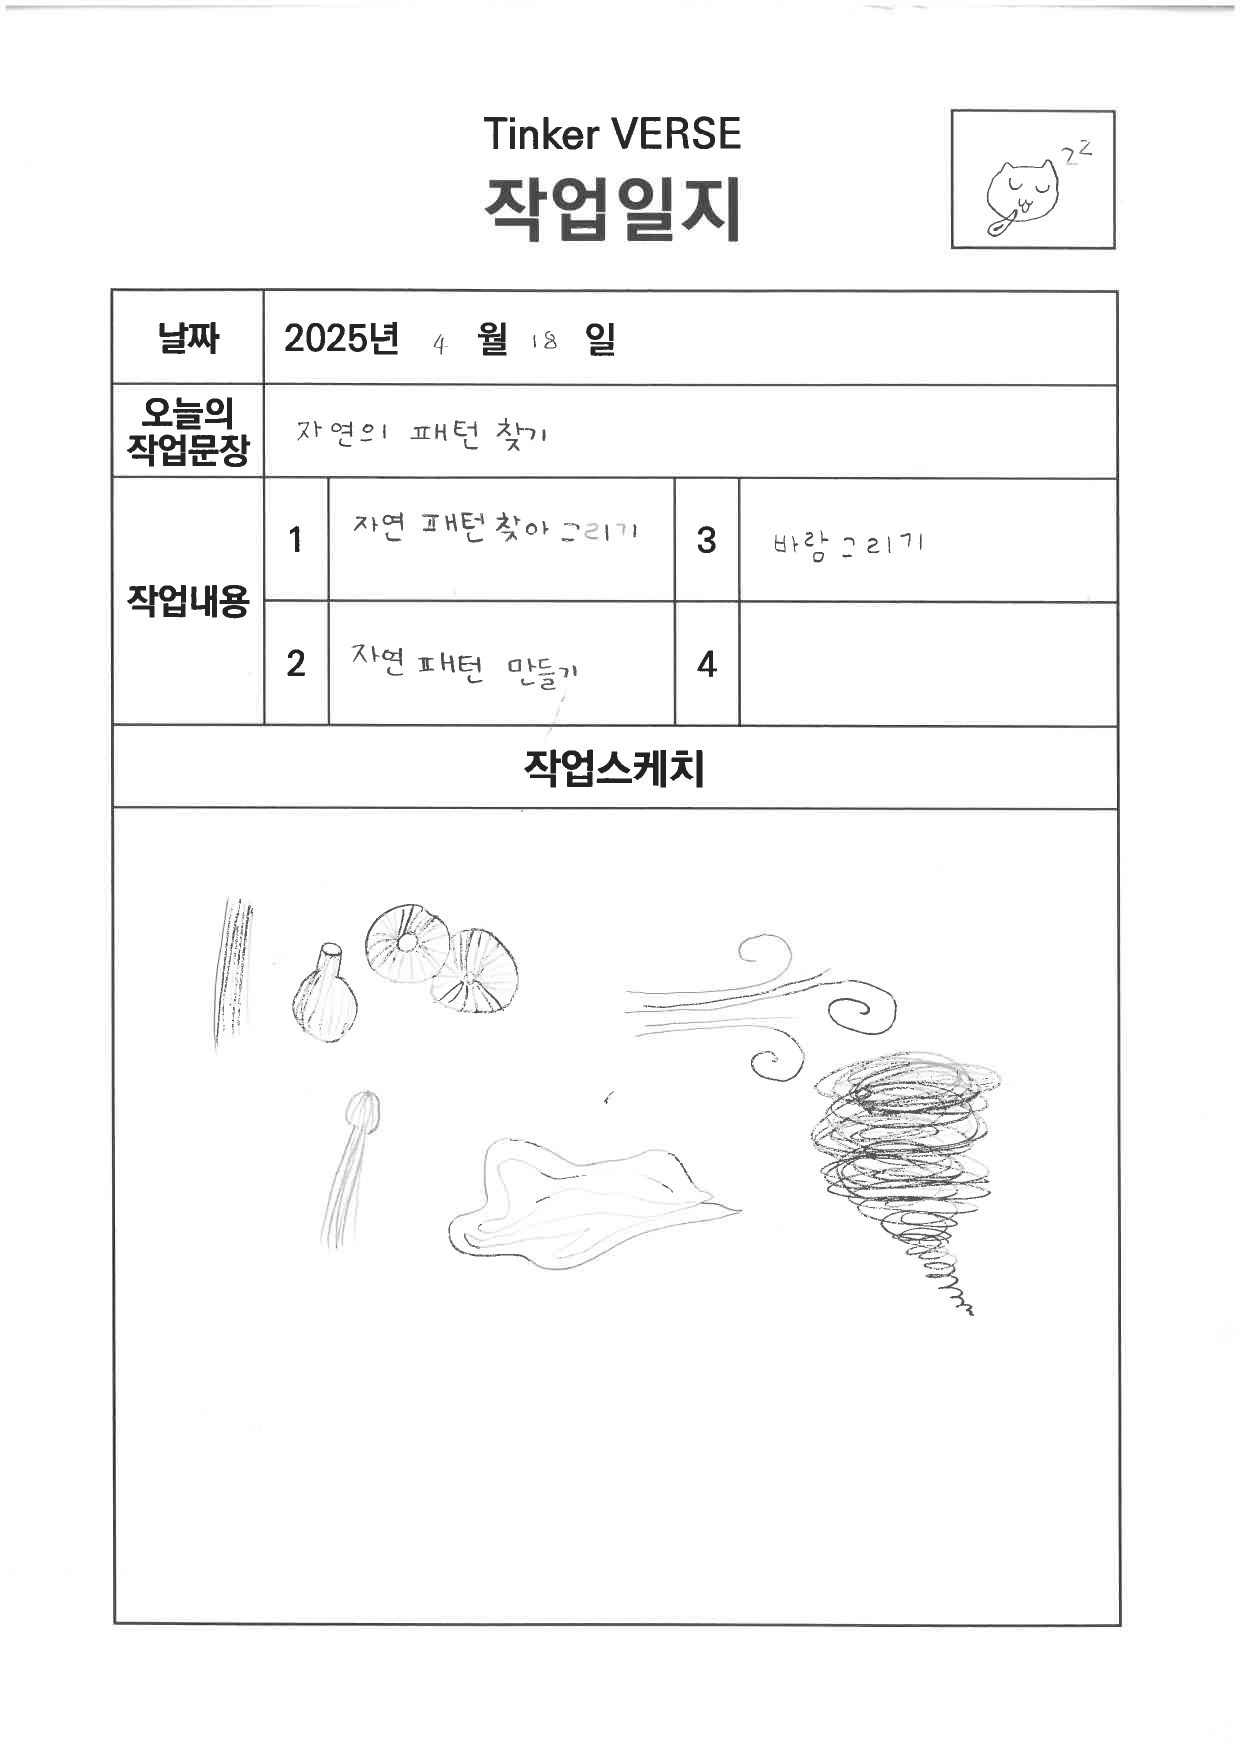 Tinker VERSE
작업일지
zz
날짜
2025년 4 월 18 일
오늘의
작업문장
자연의 패턴 찾기
작업내용
1
자연 패턴 찾아 그리기
3
바람 그리기
2
자연 패턴 만들기
4
작업스케치